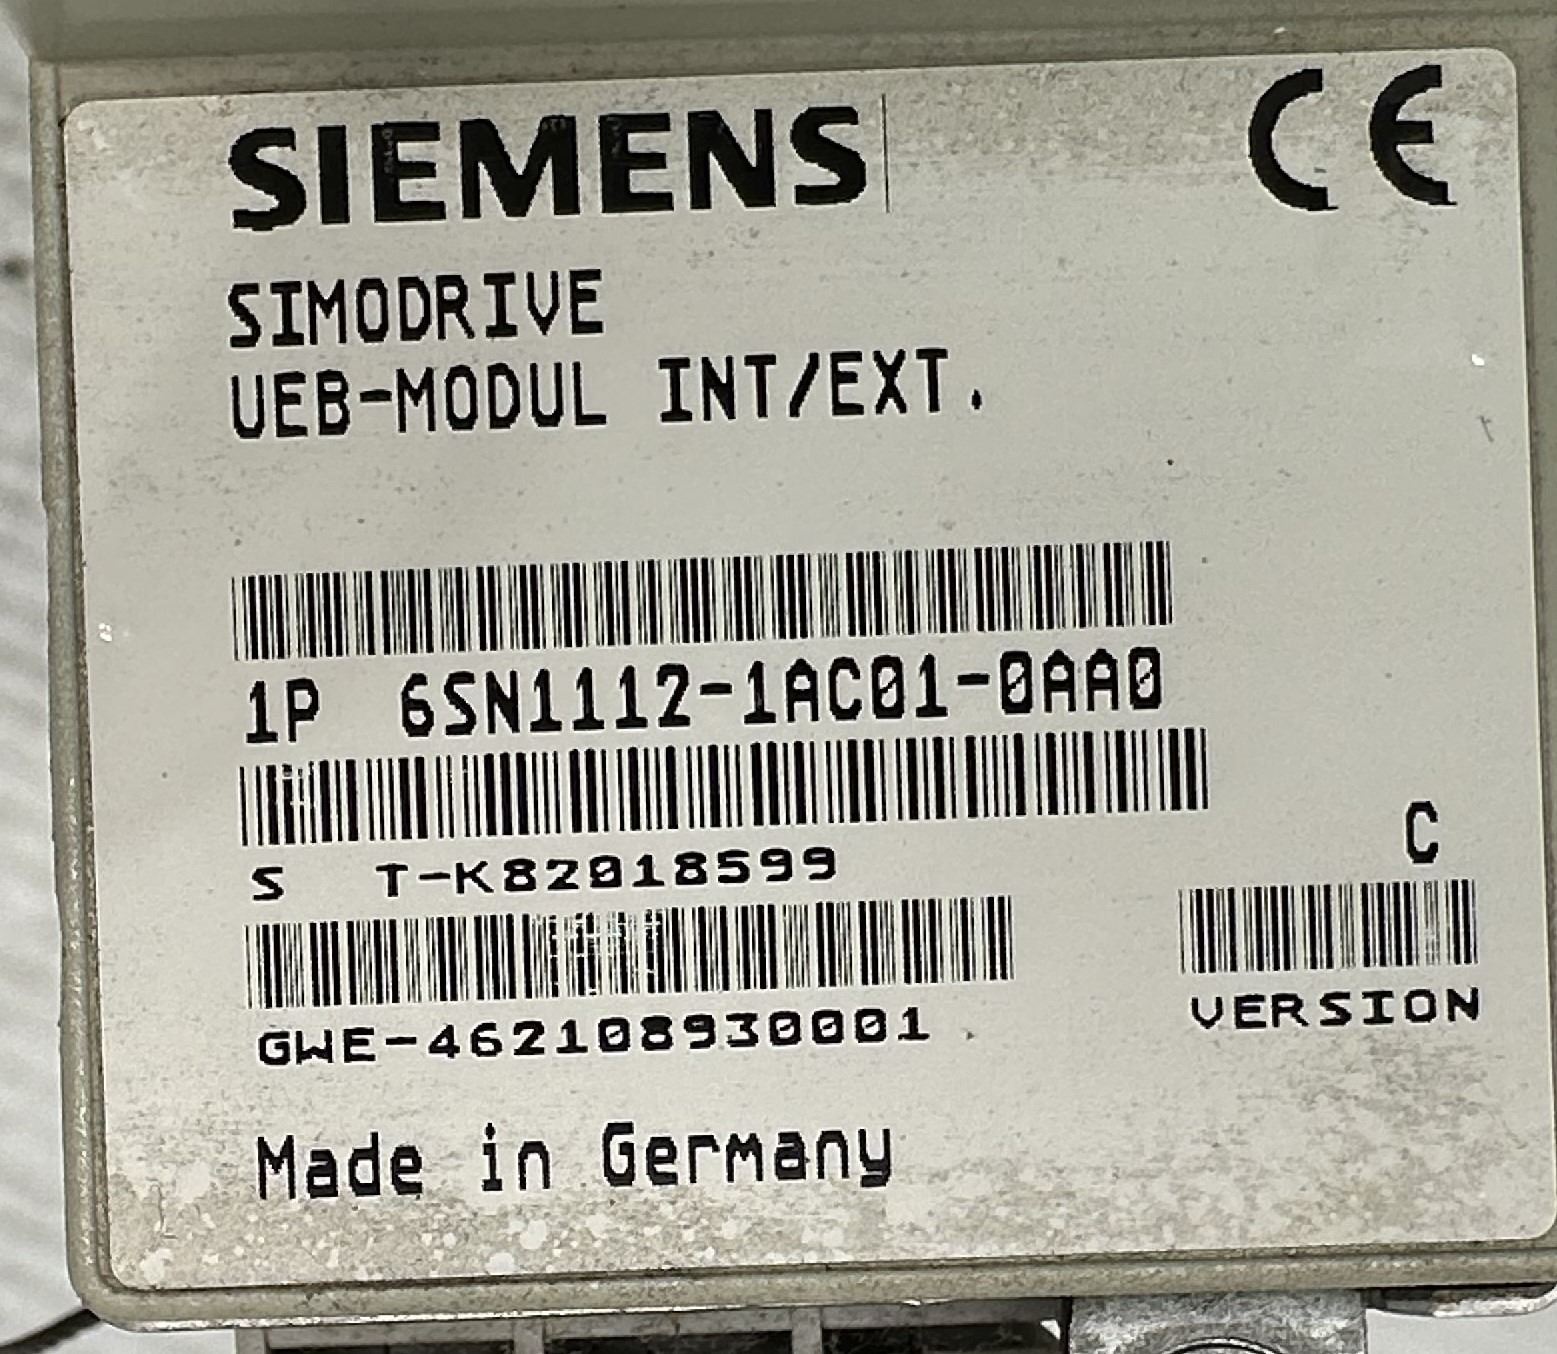 SIEMENS CE
SIMODRIVE
UEB-MODUL INT/EXT.
1P 6SN1112-1AC01-0AA0
C
S T-K82018599
VERSION
GWE-462108930001
Made in Germany